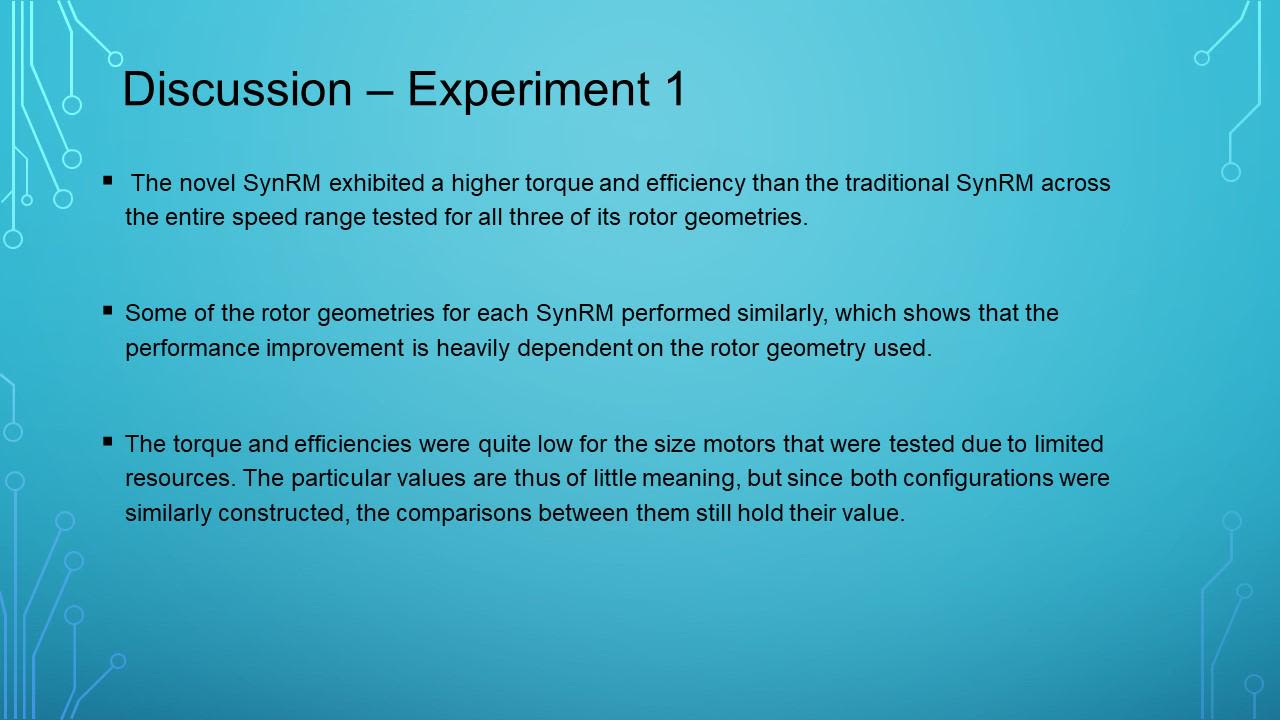 Discussion – Experiment 1
▪ The novel SynRM exhibited a higher torque and efficiency than the traditional SynRM across
the entire speed range tested for all three of its rotor geometries.
▪ Some of the rotor geometries for each SynRM performed similarly, which shows that the
performance improvement is heavily dependent on the rotor geometry used.
▪ The torque and efficiencies were quite low for the size motors that were tested due to limited
resources. The particular values are thus of little meaning, but since both configurations were
similarly constructed, the comparisons between them still hold their value.